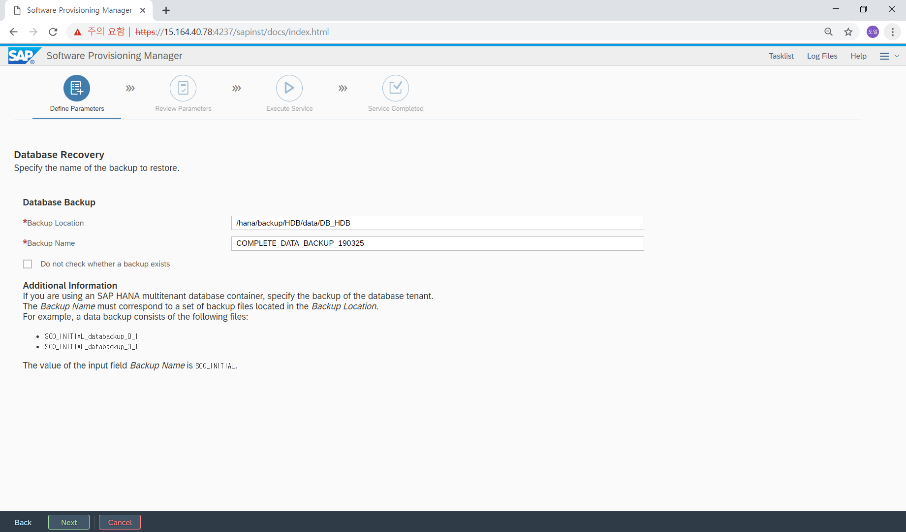 Software Provisioning Manager
주의 요함 | https://15.164.40.78:4237/sapinst/docs/index.html
SAP Software Provisioning Manager
Tasklist Log Files Help
Define Parameters
Review Parameters
Execute Service
Service Completed
Database Recovery
Specify the name of the backup to restore.
Database Backup
*Backup Location /hana/backup/HDB/data/DB_HDB
*Backup Name COMPLETE_DATA_BACKUP_190325
Do not check whether a backup exists
Additional Information
If you are using an SAP HANA multitenant database container, specify the backup of the database tenant.
The Backup Name must correspond to a set of backup files located in the Backup Location.
For example, a data backup consists of the following files:
The value of the input field Backup Name is
Back Next Cancel